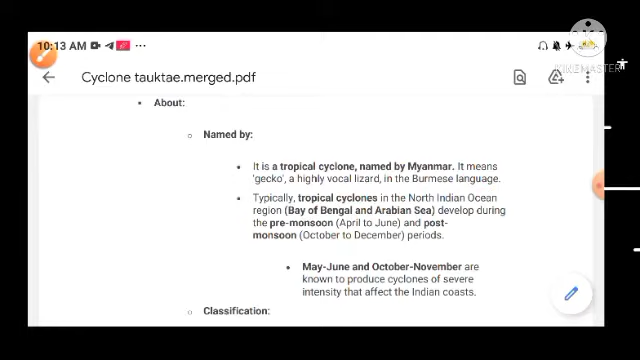 10:13 AM
KINEMASTER
Cyclone tauktae.merged.pdf
About:
Named by:
It is a tropical cyclone, named by Myanmar. It means
'gecko', a highly vocal lizard, in the Burmese language.
Typically, tropical cyclones in the North Indian Ocean
region (Bay of Bengal and Arabian Sea) develop during
the pre-monsoon (April to June) and post-
monsoon (October to December) periods.
May-June and October-November are
known to produce cyclones of severe
intensity that affect the Indian coasts.
Classification: